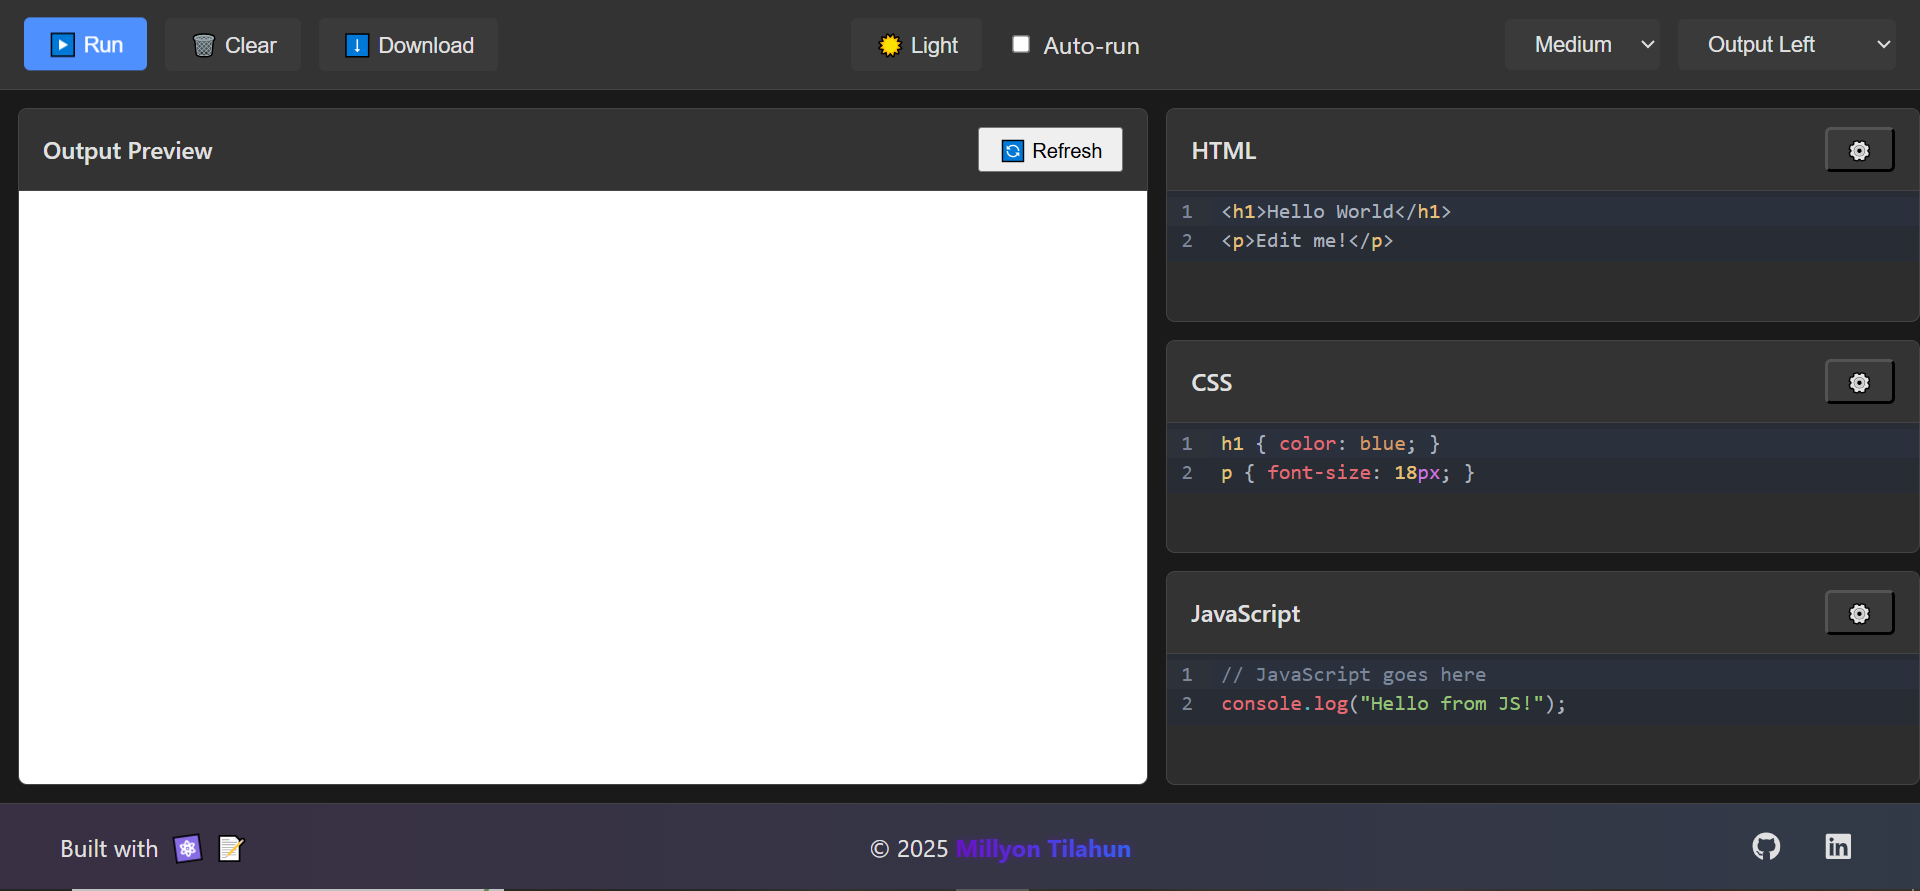 Run
Clear
Download
Light
Auto-run
Medium
Output Left
Output Preview
Refresh
HTML
1 <h1>Hello World</h1>
2 <p>Edit me!</p>
CSS
1 h1 { color: blue; }
2 p { font-size: 18px; }
JavaScript
1 // JavaScript goes here
2 console.log("Hello from JS!");
Built with
© 2025 Millyon Tilahun